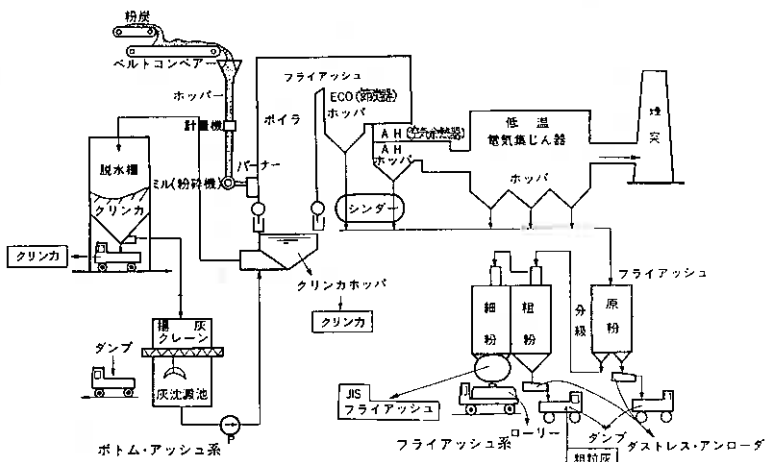 粉炭
ベルトコンベアー
ホッパー
計量機
バーナー
ミル(粉砕機)
ボイラ
フライアッシュ
ECO(節炭器)
ホッパ
AH(空気予熱器)
AH
ホッパ
シンダー
低温
電気集じん器
ホッパ
煙突
脱水槽
クリンカ
クリンカ
クリンカホッパ
クリンカ
揚灰
クレーン
灰沈澱池
ダンプ
P
ボトム・アッシュ系
フライアッシュ
原粉
分級
粗粉
細粉
JIS
フライアッシュ
ローリー
フライアッシュ系
ダンプ
粗粒灰
ダストレス・アンローダ